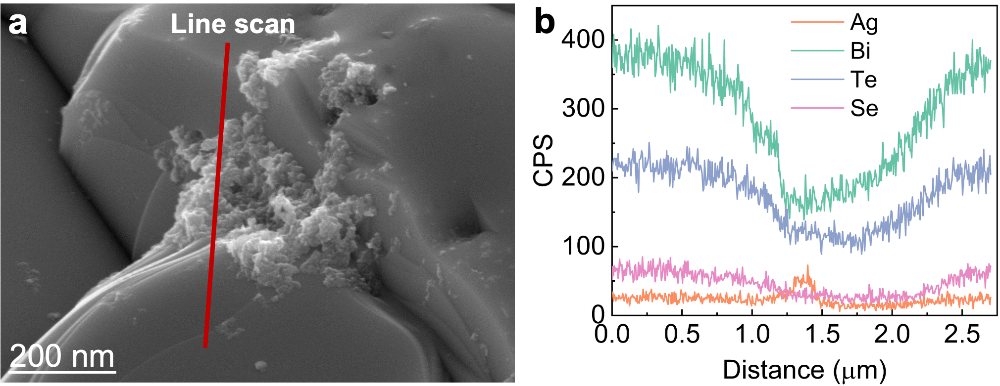 a
Line scan
200 nm
b
Ag
Bi
Te
Se
CPS
400
300
200
100
0
0.0 0.5 1.0 1.5 2.0 2.5
Distance (μm)